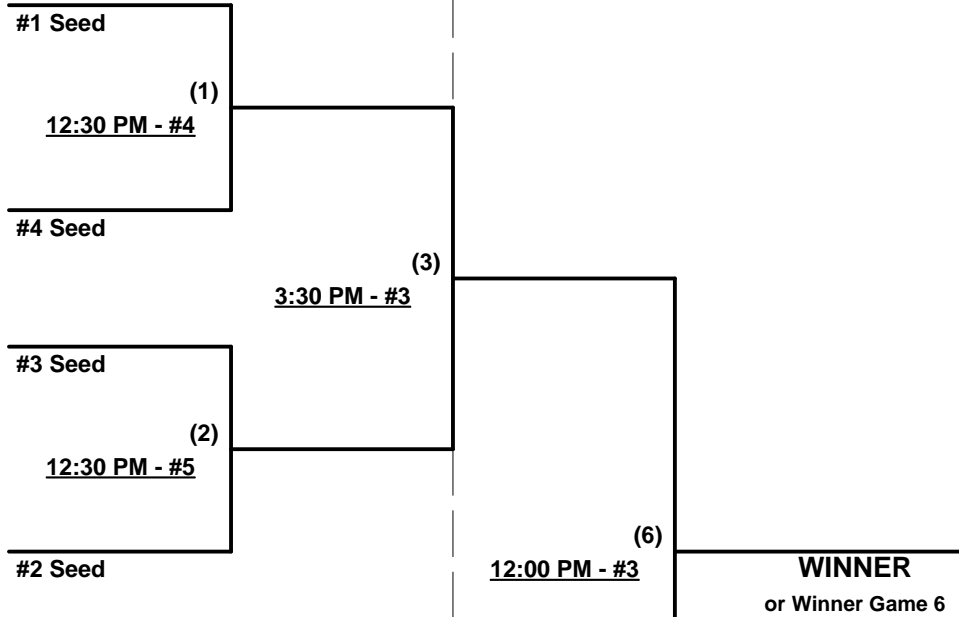 #1 Seed
(1)
12:30 PM - #4
#4 Seed
(3)
3:30 PM - #3
#3 Seed
(2)
12:30 PM - #5
#2 Seed
(6)
12:00 PM - #3
WINNER
or Winner Game 6